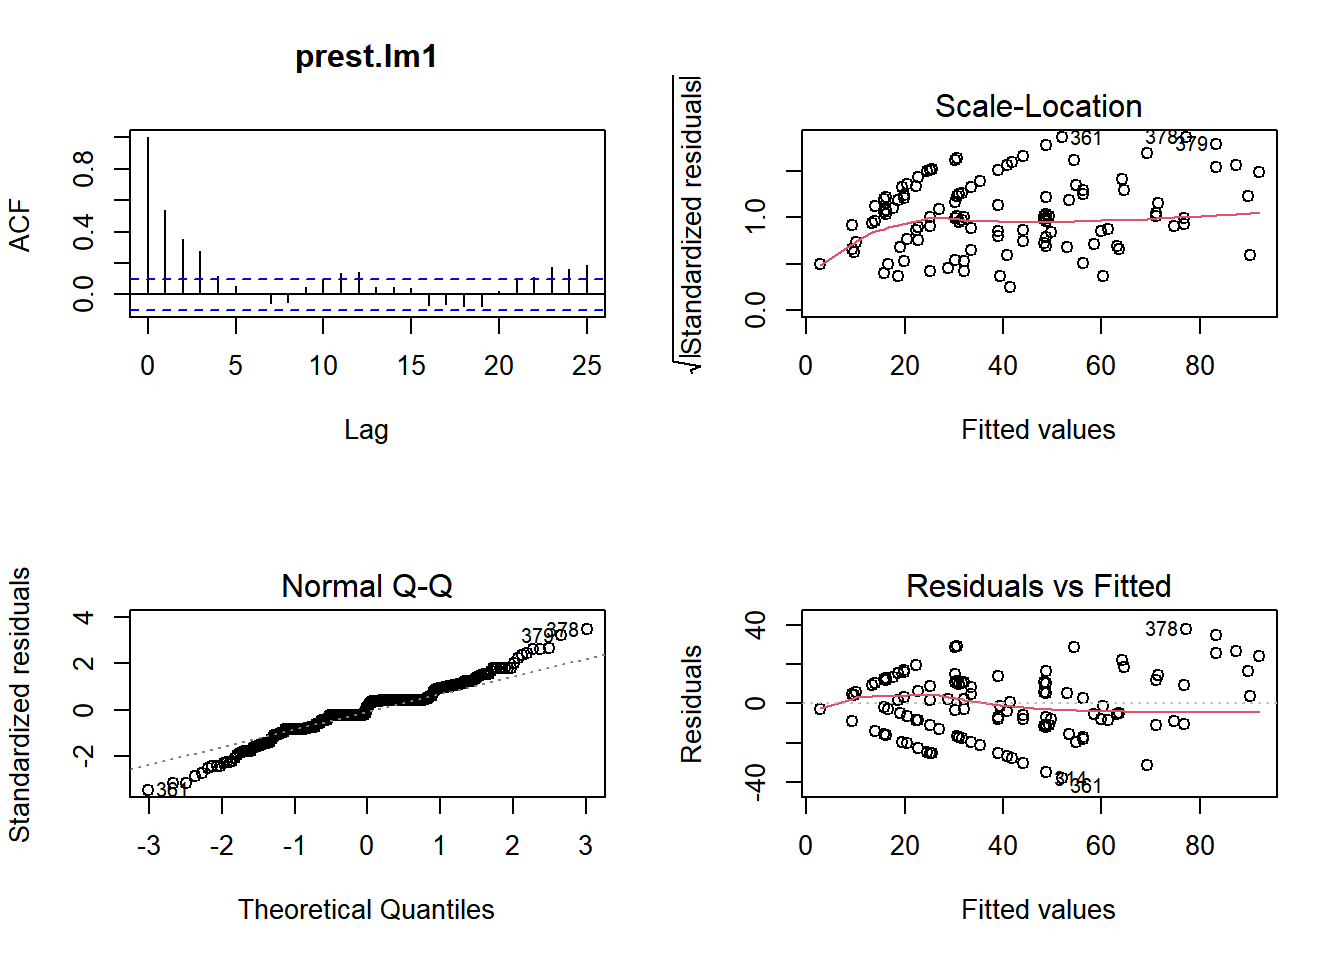 prest.lm1
ACF
0.0 0.4 0.8
0 5 10 15 20 25
Lag
Scale-Location
√|Standardized residuals|
0.0 1.0
361
378
379
0 20 40 60 80
Fitted values
Normal Q-Q
Standardized residuals
-2 0 2 4
379
378
361
-3 -2 -1 0 1 2 3
Theoretical Quantiles
Residuals vs Fitted
Residuals
-40 0 40
378
314
361
0 20 40 60 80
Fitted values